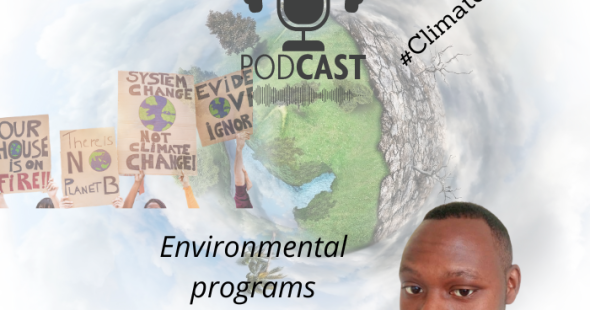 PODCAST
#Climate
OUR
HOUSE
IS ON
FIRE!!
There is
NO
PLANET B
SYSTEM
CHANGE
NOT
CLIMATE
CHANGE!
EVIDE
IGNOR
Environmental
programs